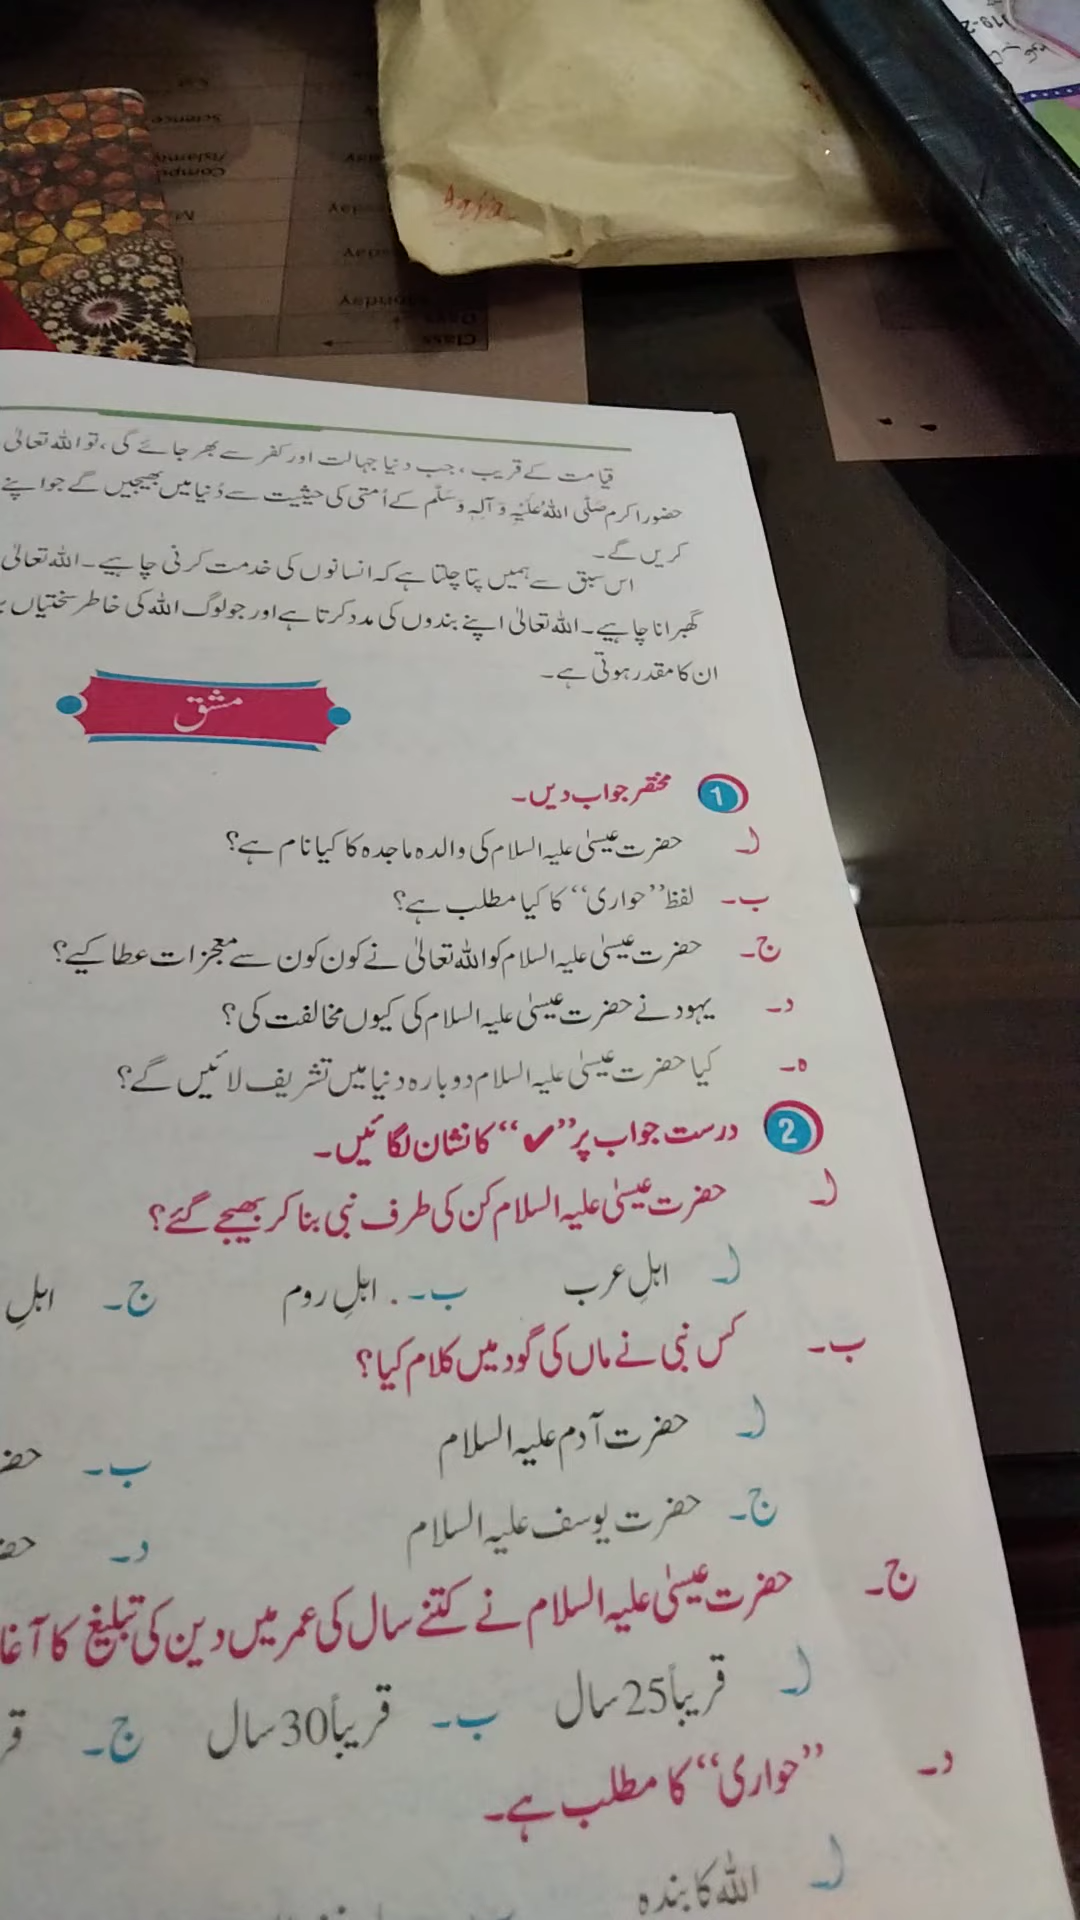 قیامت کے قریب، جب دنیا جہالت اور کفر سے بھر جائے گی، تو اللہ تعالیٰ
حضور اکرم صَلَّی اللہُ عَلَیْہِ وَ آلِہٖ وَسَلَّم کے اُمتی کی حیثیت سے دُنیا میں بھیجیں گے جو اپنے
کریں گے۔
اس سبق سے ہمیں پتا چلتا ہے کہ انسانوں کی خدمت کرنی چاہیے۔ اللہ تعالیٰ
گھبرانا چاہیے۔ اللہ تعالیٰ اپنے بندوں کی مدد کرتا ہے اور جو لوگ اللہ کی خاطر سختیاں
ان کا مقدر ہوتی ہے۔
مشق
1 مختصر جواب دیں۔
ا۔ حضرت عیسیٰ علیہ السلام کی والدہ ماجدہ کا کیا نام ہے؟
ب۔ لفظ ”حواری“ کا کیا مطلب ہے؟
ج۔ حضرت عیسیٰ علیہ السلام کو اللہ تعالیٰ نے کون کون سے معجزات عطا کیے؟
د۔ یہود نے حضرت عیسیٰ علیہ السلام کی کیوں مخالفت کی؟
ہ۔ کیا حضرت عیسیٰ علیہ السلام دوبارہ دنیا میں تشریف لائیں گے؟
2 درست جواب پر ”✔“ کا نشان لگائیں۔
ا۔ حضرت عیسیٰ علیہ السلام کن کی طرف نبی بنا کر بھیجے گئے؟
ا۔ اہلِ عرب ب۔ اہلِ روم ج۔ اہلِ
ب۔ کس نبی نے ماں کی گود میں کلام کیا؟
ا۔ حضرت آدم علیہ السلام ب۔
ج۔ حضرت یوسف علیہ السلام د۔
ج۔ حضرت عیسیٰ علیہ السلام نے کتنے سال کی عمر میں دین کی تبلیغ کا
ا۔ قریباً 25 سال ب۔ قریباً 30 سال ج۔
د۔ ”حواری“ کا مطلب ہے۔
ا۔ اللہ کا بندہ